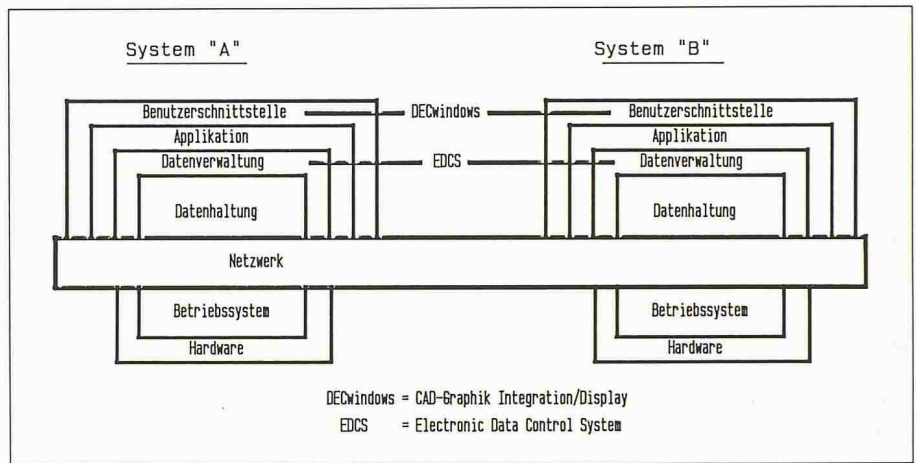 System "A" System "B"
Benutzerschnittstelle DECwindows Benutzerschnittstelle
Applikation Applikation
Datenverwaltung EDCS Datenverwaltung
Datenhaltung Datenhaltung
Netzwerk
Betriebssystem Betriebssystem
Hardware Hardware
DECwindows = CAD-Graphik Integration/Display
EDCS = Electronic Data Control System